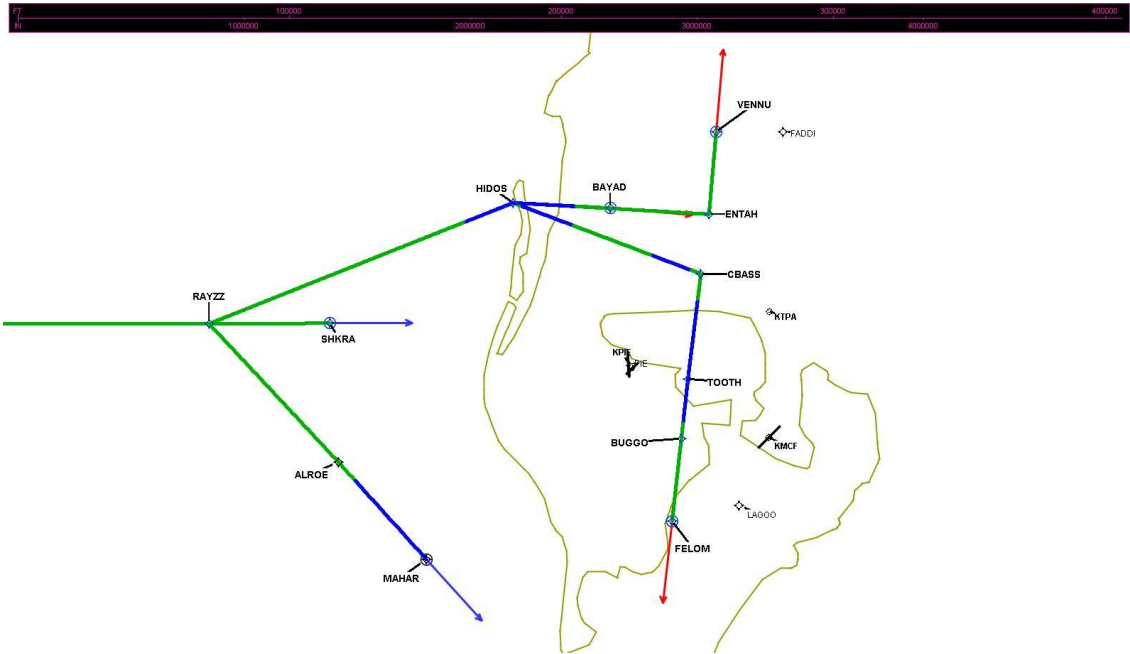 FT 100000 200000 300000 400000
IN 1000000 2000000 3000000 4000000
VENNU
FADDI
HIDOS
BAYAD
ENTAH
CBASS
RAYZZ
KTPA
SHKRA
KPIE
PIE
TOOTH
BUGGO
KMCF
ALROE
LAGOO
FELOM
MAHAR